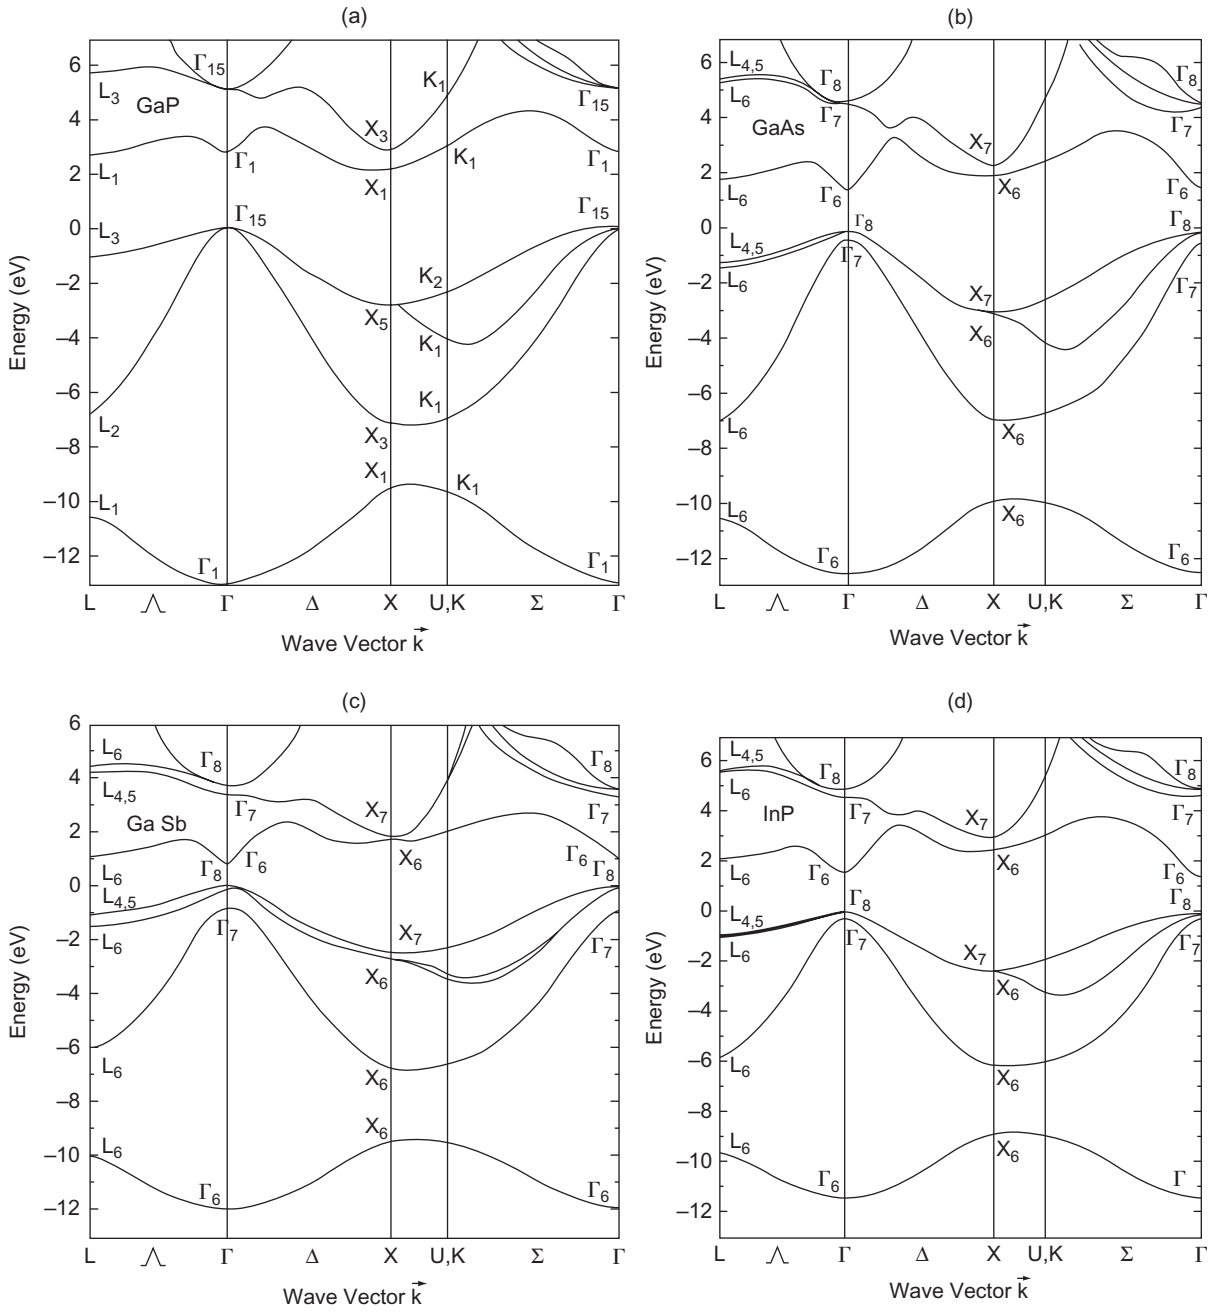 (a)
6
4
2
0
–2
–4
–6
–8
–10
–12
Energy (eV)
GaP
Γ15
L3
Γ1
L1
X3
X1
K1
K1
Γ15
Γ1
L3
Γ15
Γ15
K2
X5
K1
L2
K1
X3
X1
K1
L1
Γ1
Γ1
L Λ Γ Δ X U,K Σ Γ
Wave Vector k⃗
(b)
6
4
2
0
–2
–4
–6
–8
–10
–12
Energy (eV)
L4,5
L6
GaAs
Γ8
Γ7
Γ8
Γ7
X7
X6
L6
Γ6
Γ6
Γ8
Γ8
L4,5
L6
Γ7
Γ7
X7
X6
L6
X6
L6
X6
Γ6
Γ6
L Λ Γ Δ X U,K Σ Γ
Wave Vector k⃗
(c)
6
4
2
0
–2
–4
–6
–8
–10
–12
Energy (eV)
L6
L4,5
Ga Sb
Γ8
Γ7
X7
Γ8
Γ7
L6
Γ8
Γ6
X6
Γ6
Γ8
L4,5
L6
Γ7
X7
X6
Γ7
L6
X6
L6
X6
Γ6
Γ6
L Λ Γ Δ X U,K Σ Γ
Wave Vector k⃗
(d)
6
4
2
0
–2
–4
–6
–8
–10
–12
Energy (eV)
L4,5
L6
InP
Γ8
Γ7
X7
Γ8
Γ7
L6
Γ6
X6
Γ6
L4,5
L6
Γ8
Γ7
X7
X6
Γ8
Γ7
L6
X6
L6
X6
Γ6
Γ
L Λ Γ Δ X U,K Σ Γ
Wave Vector k⃗